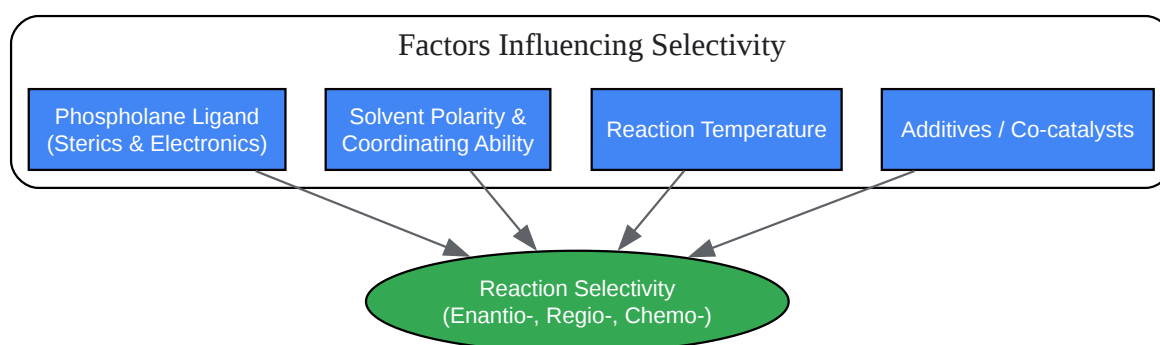 Factors Influencing Selectivity
Phospholane Ligand
(Sterics & Electronics)
Solvent Polarity &
Coordinating Ability
Reaction Temperature
Additives / Co-catalysts
Reaction Selectivity
(Enantio-, Regio-, Chemo-)